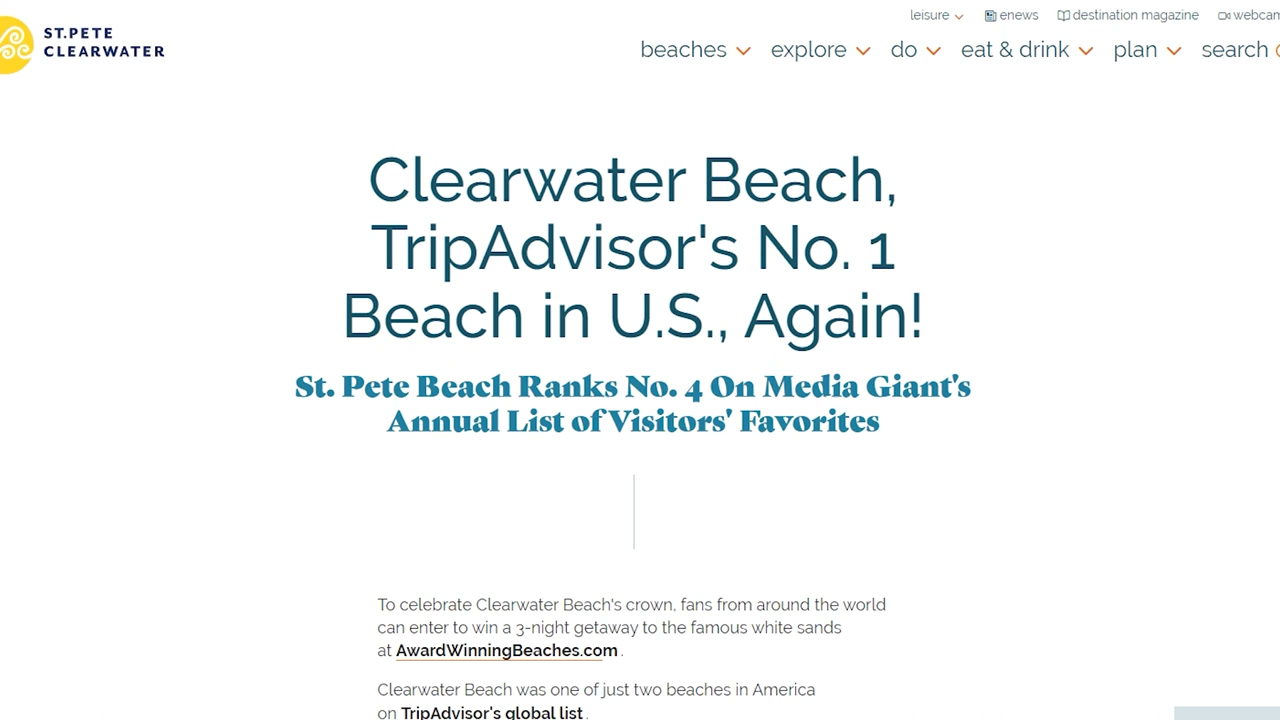 leisure enews destination magazine
ST.PETE
CLEARWATER
beaches explore do eat & drink plan search
Clearwater Beach,
TripAdvisor's No. 1
Beach in U.S., Again!
St. Pete Beach Ranks No. 4 On Media Giant's
Annual List of Visitors' Favorites
To celebrate Clearwater Beach's crown, fans from around the world
can enter to win a 3-night getaway to the famous white sands
at AwardWinningBeaches.com .
Clearwater Beach was one of just two beaches in America
on TripAdvisor's global list .